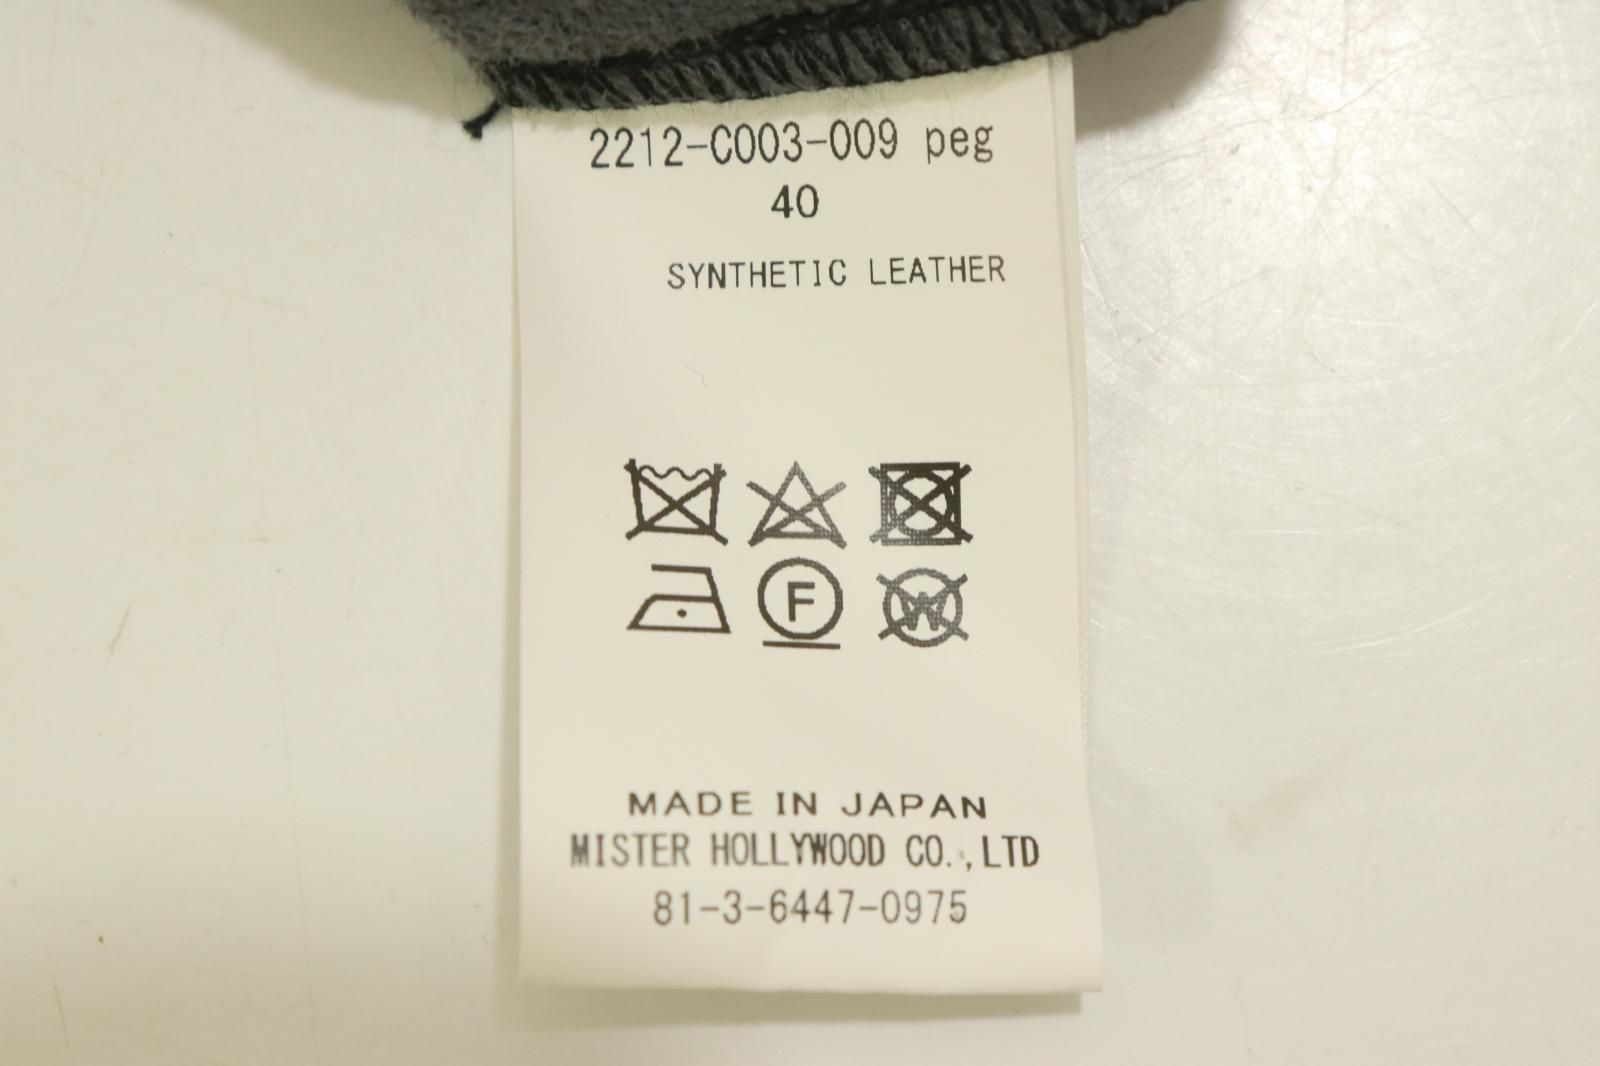 2212-C003-009 peg
40
SYNTHETIC LEATHER
F
W
MADE IN JAPAN
MISTER HOLLYWOOD CO.,LTD
81-3-6447-0975